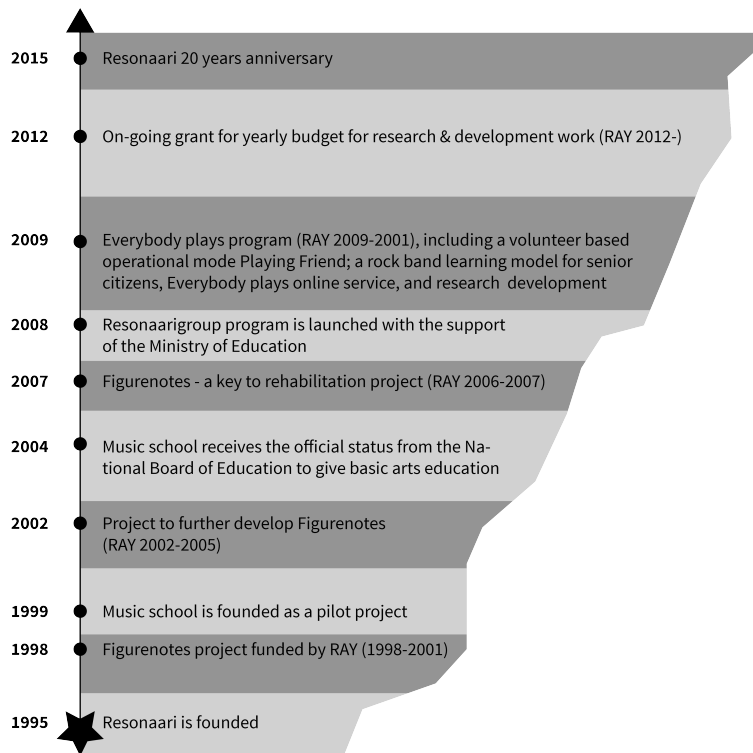 2015 Resonaari 20 years anniversary
2012 On-going grant for yearly budget for research & development work (RAY 2012-)
2009 Everybody plays program (RAY 2009-2001), including a volunteer based
operational mode Playing Friend; a rock band learning model for senior
citizens, Everybody plays online service, and research  development
2008 Resonaarigroup program is launched with the support
of the Ministry of Education
2007 Figurenotes - a key to rehabilitation project (RAY 2006-2007)
2004 Music school receives the official status from the Na-
tional Board of Education to give basic arts education
2002 Project to further develop Figurenotes
(RAY 2002-2005)
1999 Music school is founded as a pilot project
1998 Figurenotes project funded by RAY (1998-2001)
1995 Resonaari is founded